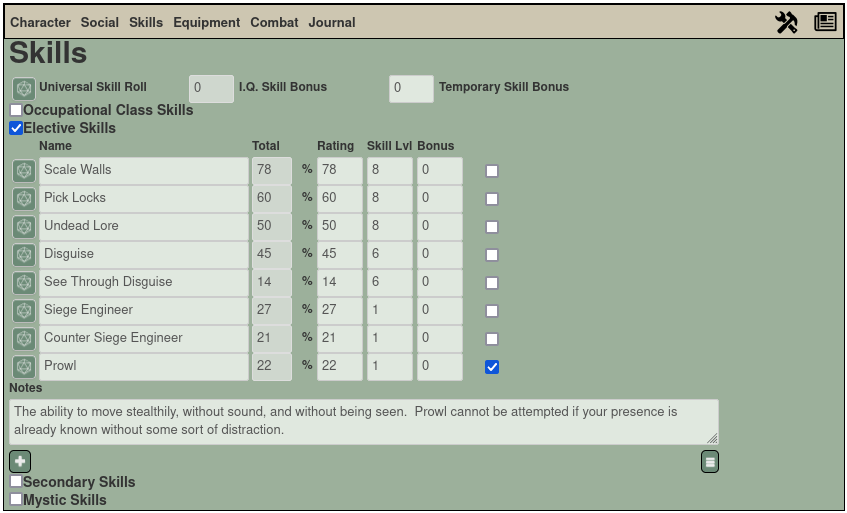 Character Social Skills Equipment Combat Journal
Skills
Universal Skill Roll 0 I.Q. Skill Bonus 0 Temporary Skill Bonus
Occupational Class Skills
Elective Skills
Name Total Rating Skill Lvl Bonus
Scale Walls 78 % 78 8 0
Pick Locks 60 % 60 8 0
Undead Lore 50 % 50 8 0
Disguise 45 % 45 6 0
See Through Disguise 14 % 14 6 0
Siege Engineer 27 % 27 1 0
Counter Siege Engineer 21 % 21 1 0
Prowl 22 % 22 1 0
Notes
The ability to move stealthily, without sound, and without being seen.  Prowl cannot be attempted if your presence is
already known without some sort of distraction.
Secondary Skills
Mystic Skills